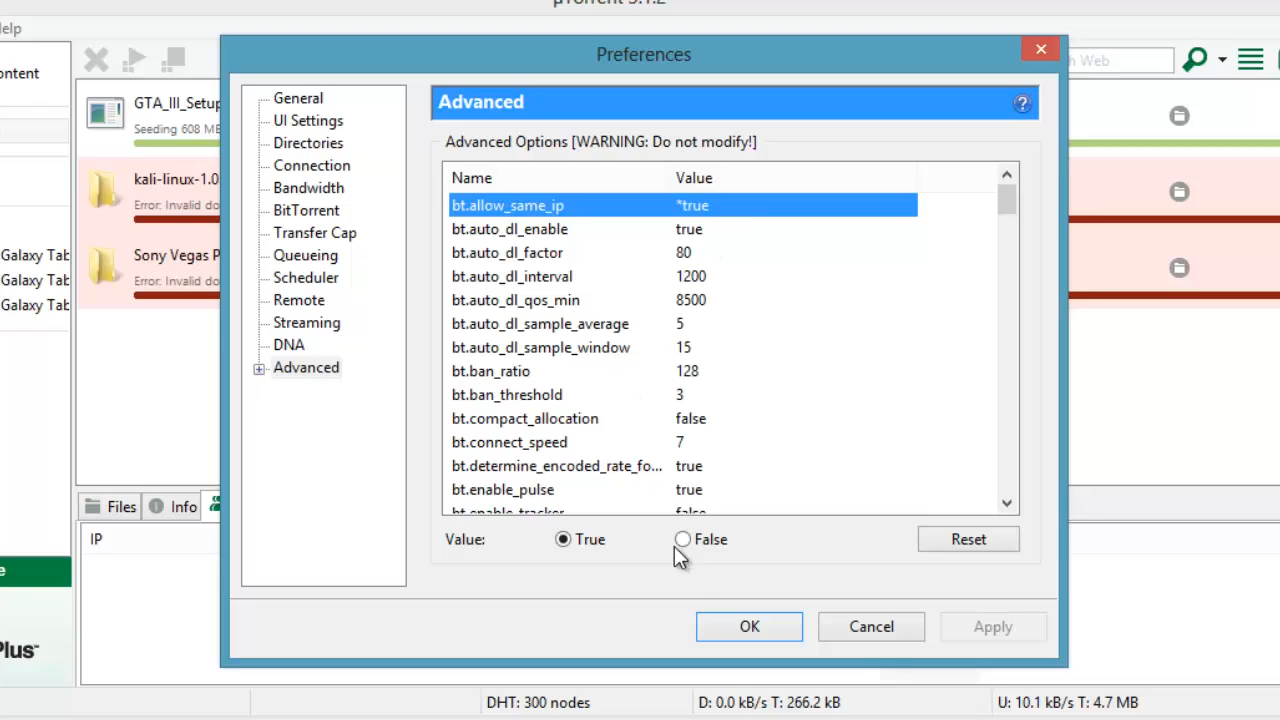 µTorrent 3.1.2
Help
Preferences
ontent
h Web
GTA_III_Setup
Seeding 608 MB
kali-linux-1.0
Error: Invalid do
Sony Vegas P
Error: Invalid do
Galaxy Tab
Galaxy Tab
Galaxy Tab
General
UI Settings
Directories
Connection
Bandwidth
BitTorrent
Transfer Cap
Queueing
Scheduler
Remote
Streaming
DNA
Advanced
Advanced
?
Advanced Options [WARNING: Do not modify!]
Name Value
bt.allow_same_ip *true
bt.auto_dl_enable true
bt.auto_dl_factor 80
bt.auto_dl_interval 1200
bt.auto_dl_qos_min 8500
bt.auto_dl_sample_average 5
bt.auto_dl_sample_window 15
bt.ban_ratio 128
bt.ban_threshold 3
bt.compact_allocation false
bt.connect_speed 7
bt.determine_encoded_rate_fo... true
bt.enable_pulse true
bt.enable_tracker false
Value: True False Reset
OK Cancel Apply
Files Info
IP
e
Plus™
DHT: 300 nodes D: 0.0 kB/s T: 266.2 kB U: 10.1 kB/s T: 4.7 MB